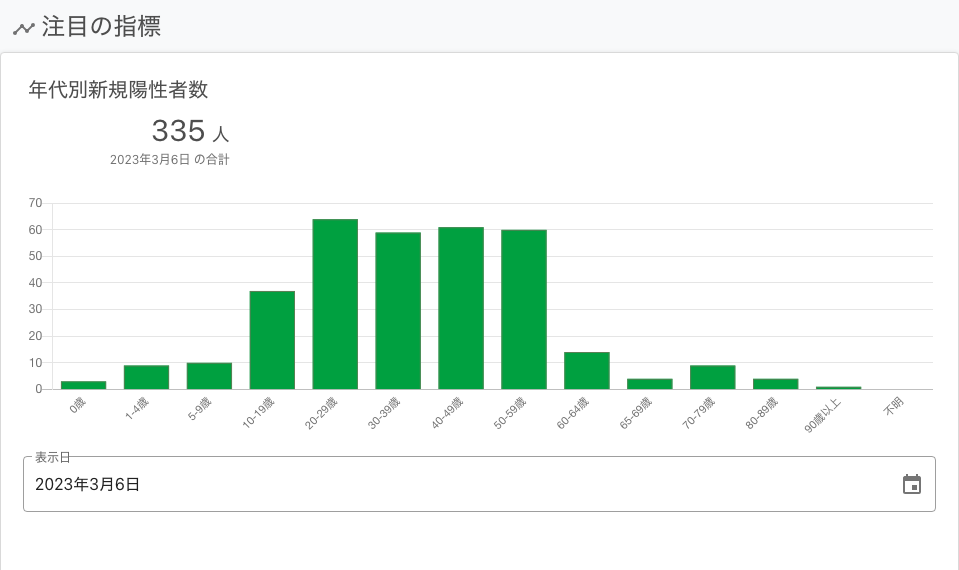 注目の指標
年代別新規陽性者数
335 人
2023年3月6日 の合計
70
60
50
40
30
20
10
0
0歳
1-4歳
5-9歳
10-19歳
20-29歳
30-39歳
40-49歳
50-59歳
60-64歳
65-69歳
70-79歳
80-89歳
90歳以上
不明
表示日
2023年3月6日